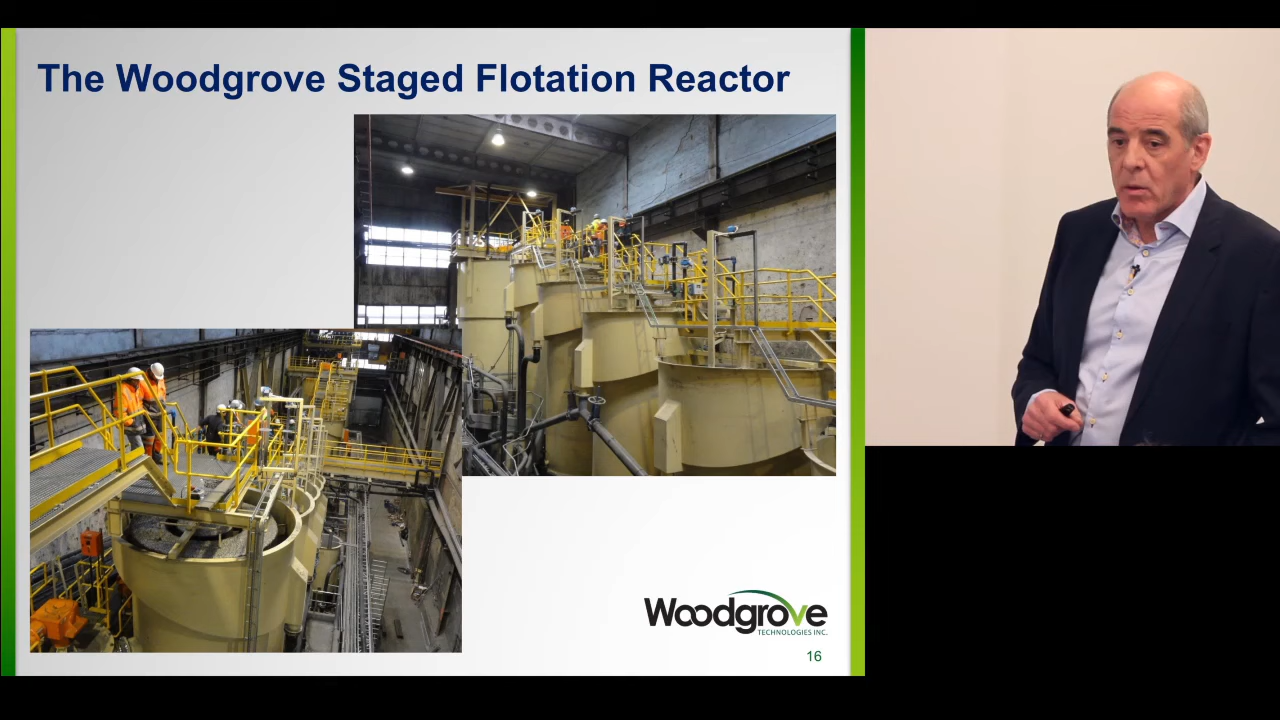 The Woodgrove Staged Flotation Reactor
Woodgrove
TECHNOLOGIES INC.
16